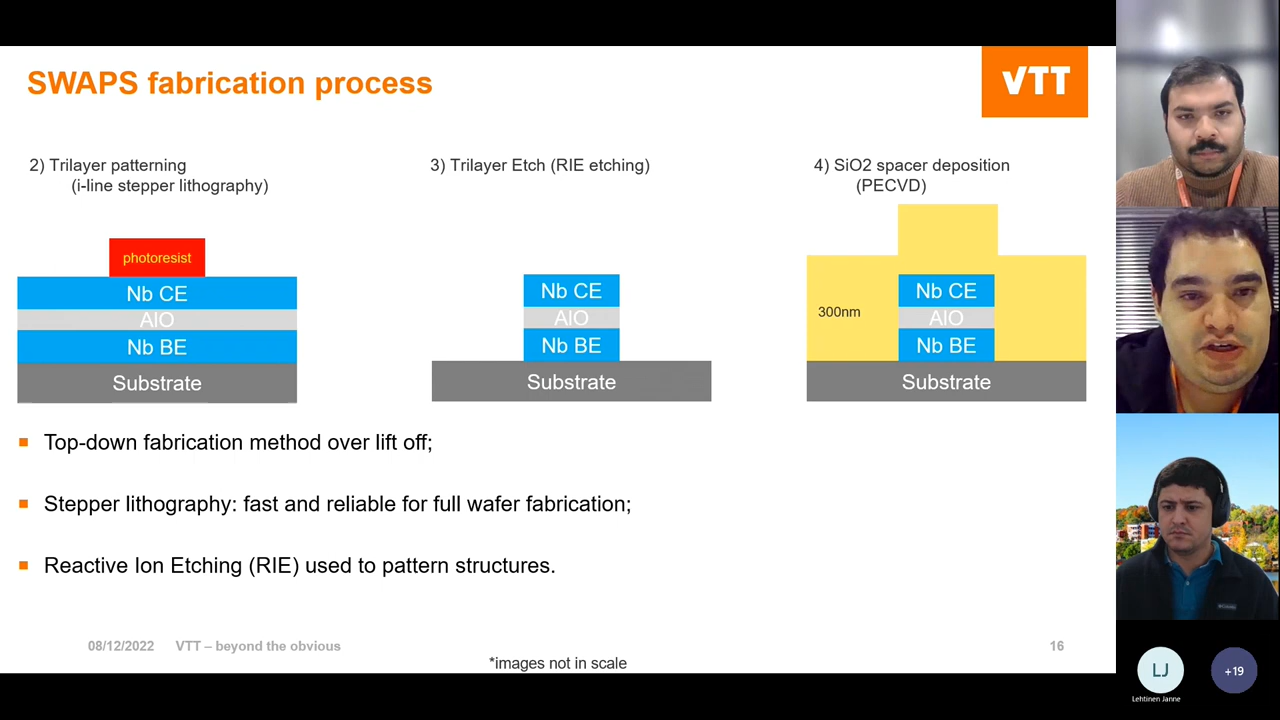 SWAPS fabrication process
VTT
2) Trilayer patterning
(i-line stepper lithography)
3) Trilayer Etch (RIE etching)
4) SiO2 spacer deposition
(PECVD)
photoresist
Nb CE
AlO
Nb BE
Substrate
Nb CE
AlO
Nb BE
Substrate
300nm
Nb CE
AlO
Nb BE
Substrate
Top-down fabrication method over lift off;
Stepper lithography: fast and reliable for full wafer fabrication;
Reactive Ion Etching (RIE) used to pattern structures.
08/12/2022 VTT – beyond the obvious
16
*images not in scale
LJ
+19
Lehtinen Janne